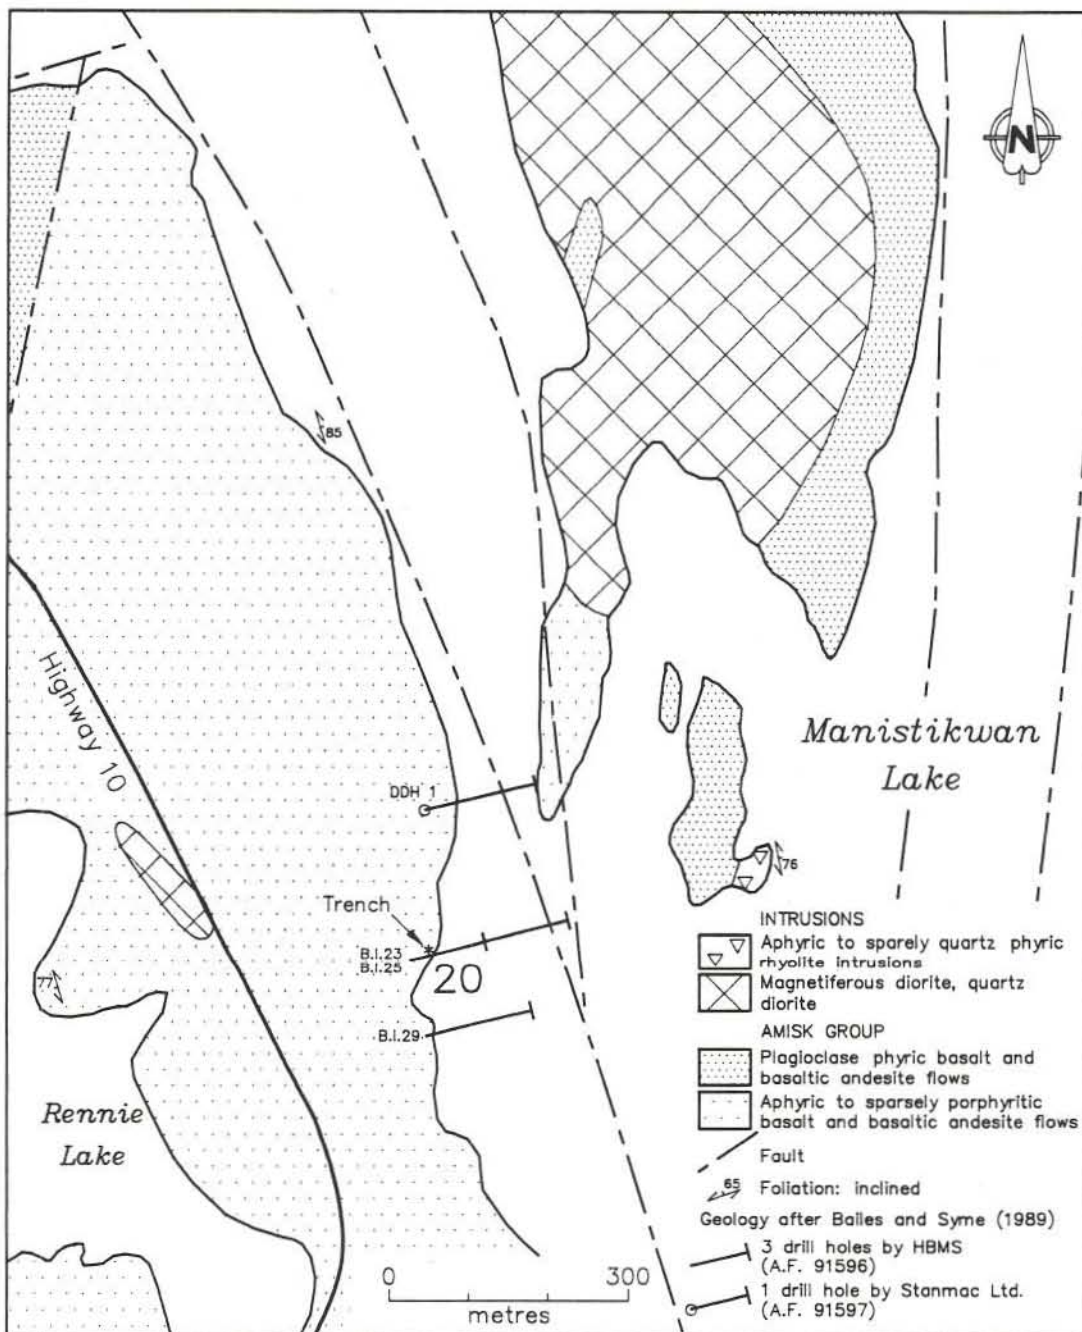 N
85
Highway 10
DDH 1
Manistikwan
Lake
76
Trench
B.I.23
B.I.25
20
77
B.I.29
Rennie
Lake
INTRUSIONS
Aphyric to sparely quartz phyric
rhyolite intrusions
Magnetiferous diorite, quartz
diorite
AMISK GROUP
Plagioclase phyric basalt and
basaltic andesite flows
Aphyric to sparsely porphyritic
basalt and basaltic andesite flows
Fault
65
Foliation: inclined
Geology after Bailes and Syme (1989)
3 drill holes by HBMS
(A.F. 91596)
1 drill hole by Stanmac Ltd.
(A.F. 91597)
0 300
metres